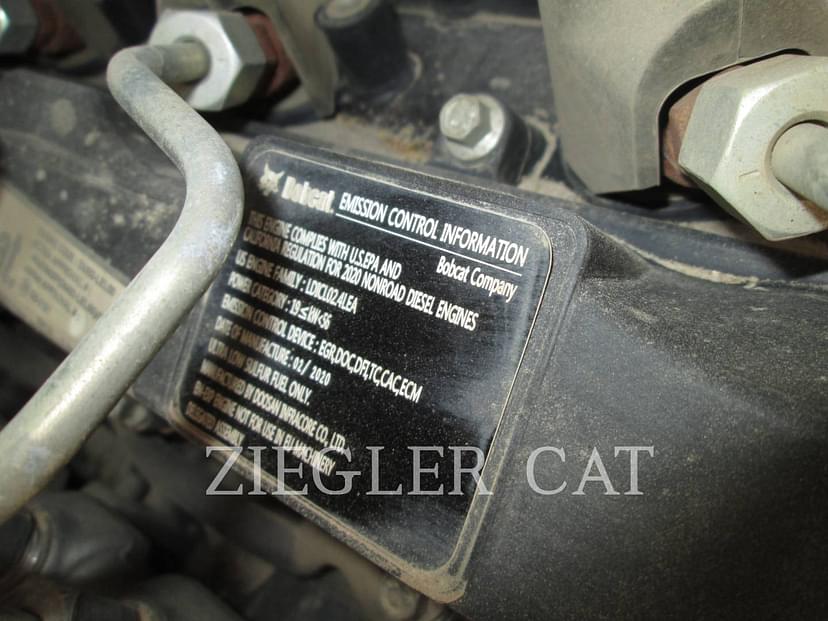 Bobcat. EMISSION CONTROL INFORMATION
Bobcat Company
THIS ENGINE COMPLIES WITH U.S.EPA AND
CALIFORNIA REGULATION FOR 2020 NONROAD DIESEL ENGINES
US ENGINE FAMILY : LDICL02.4LEA
POWER CATEGORY : 19≤kW<56
EMISSION CONTROL DEVICE : EGR,DOC,DFI,TC,CAC,ECM
DATE OF MANUFACTURE : 02/ 2020
ULTRA LOW SULFUR FUEL ONLY.
MANUFACTURED BY DOOSAN INFRACORE CO., LTD.
ENGINE NOT FOR USE IN EU MACHINERY
DELEGATED ASSEMBLY
ZIEGLER CAT